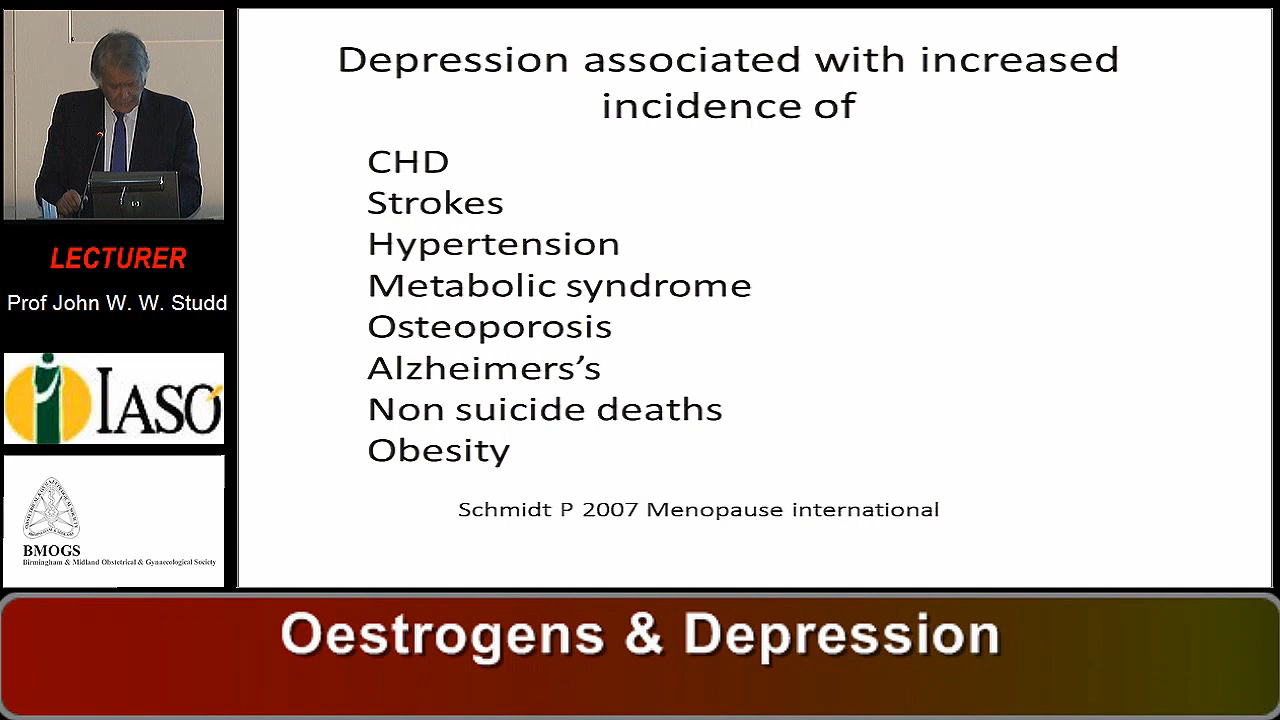 Depression associated with increased
incidence of
CHD
Strokes
Hypertension
Metabolic syndrome
Osteoporosis
Alzheimers’s
Non suicide deaths
Obesity
Schmidt P 2007 Menopause international
LECTURER
Prof John W. W. Studd
IASO
BMOGS
Birmingham & Midland Obstetrical & Gynaecological Society
Oestrogens & Depression